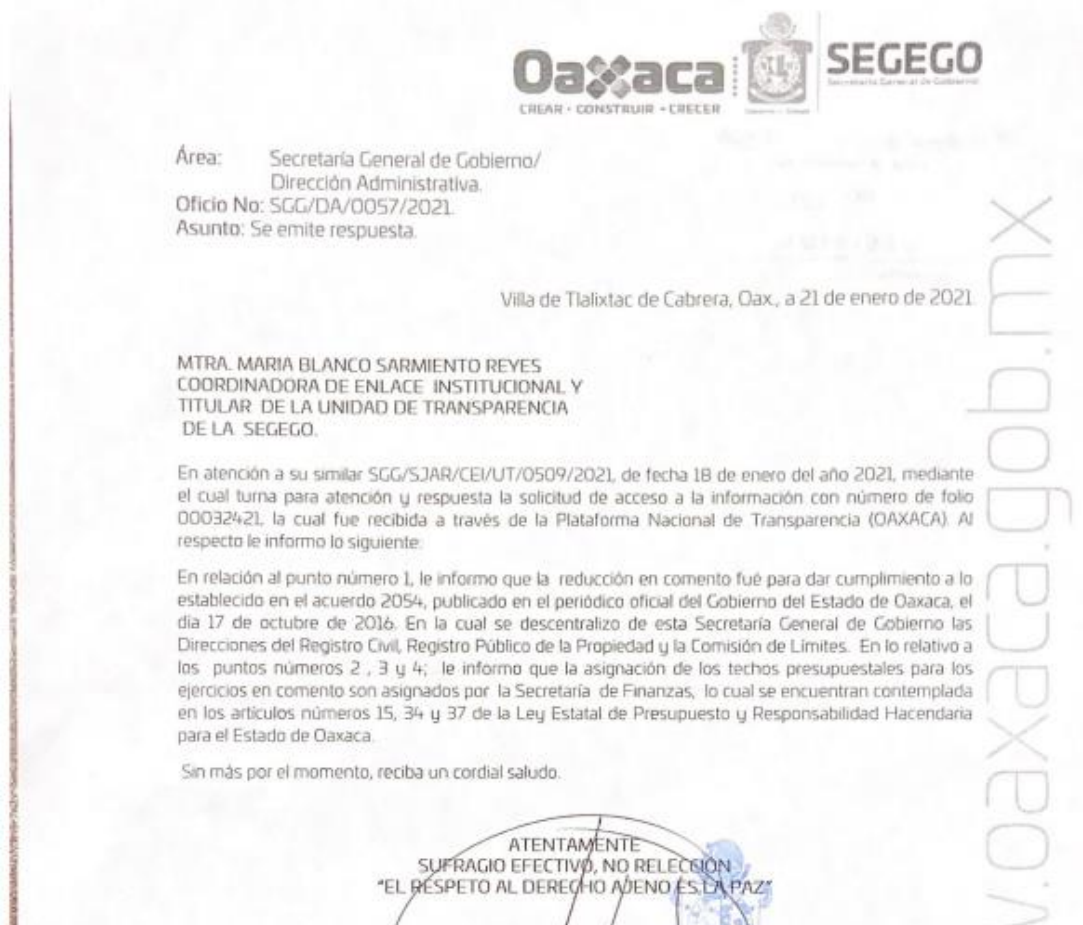 Oaxaca
CREAR • CONSTRUIR • CRECER
SEGEGO
Secretaría General de Gobierno
Área: Secretaría General de Gobierno/
Dirección Administrativa.
Oficio No: SGG/DA/0057/2021.
Asunto: Se emite respuesta.
Villa de Tlalixtac de Cabrera, Oax., a 21 de enero de 2021
MTRA. MARIA BLANCO SARMIENTO REYES
COORDINADORA DE ENLACE INSTITUCIONAL Y
TITULAR DE LA UNIDAD DE TRANSPARENCIA
DE LA SEGEGO.
En atención a su similar SGG/SJAR/CEI/UT/0509/2021, de fecha 18 de enero del año 2021, mediante
el cual turna para atención y respuesta la solicitud de acceso a la información con número de folio
00032421, la cual fue recibida a través de la Plataforma Nacional de Transparencia (OAXACA). Al
respecto le informo lo siguiente:
En relación al punto número 1, le informo que la reducción en comento fué para dar cumplimiento a lo
establecido en el acuerdo 2054, publicado en el periódico oficial del Gobierno del Estado de Oaxaca, el
día 17 de octubre de 2016. En la cual se descentralizo de esta Secretaría General de Gobierno las
Direcciones del Registro Civil, Registro Público de la Propiedad y la Comisión de Límites. En lo relativo a
los puntos números 2 , 3 y 4; le informo que la asignación de los techos presupuestales para los
ejercicios en comento son asignados por la Secretaría de Finanzas, lo cual se encuentran contemplada
en los artículos números 15, 34 y 37 de la Ley Estatal de Presupuesto y Responsabilidad Hacendaria
para el Estado de Oaxaca.
Sin más por el momento, reciba un cordial saludo.
ATENTAMENTE
SUFRAGIO EFECTIVO, NO RELECCIÓN
"EL RESPETO AL DERECHO AJENO ES LA PAZ"
v.oaxaca.gob.mx